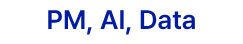 PM, AI, Data